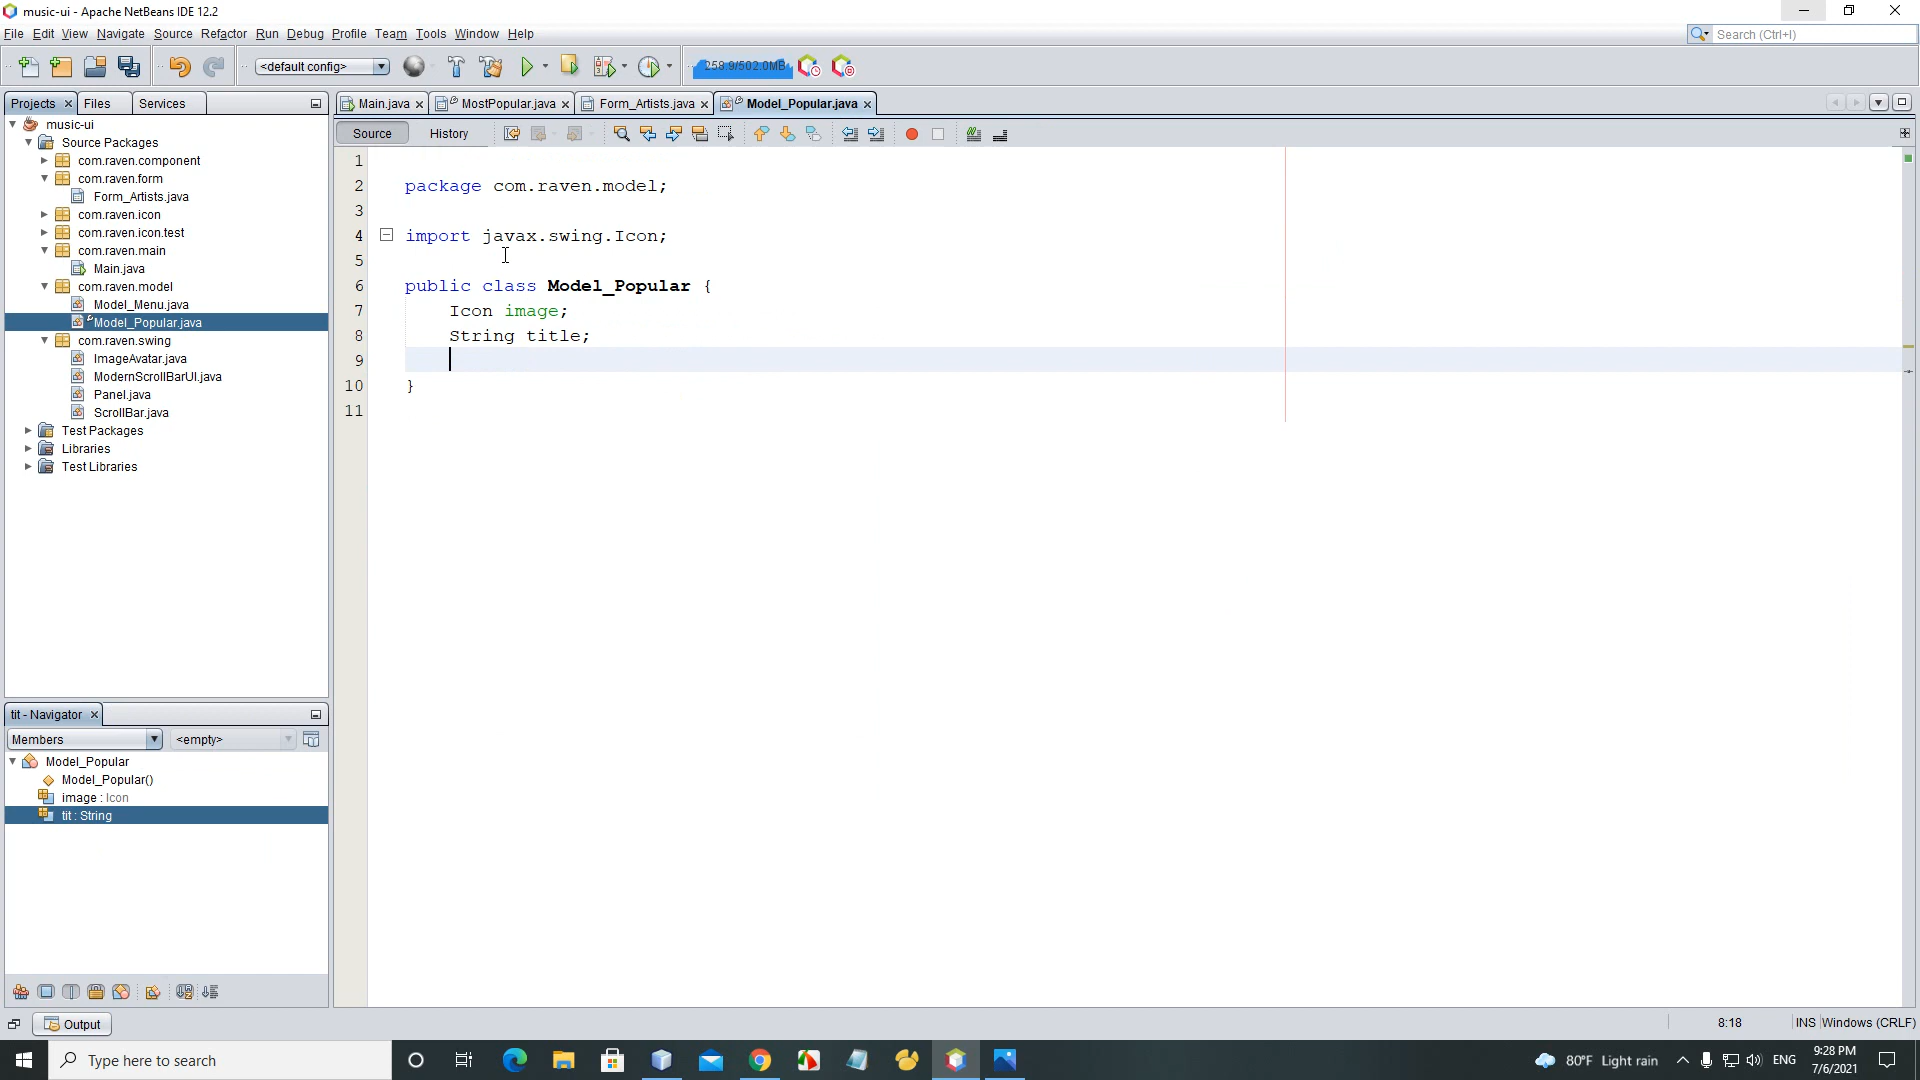 music-ui - Apache NetBeans IDE 12.2
File Edit View Navigate Source Refactor Run Debug Profile Team Tools Window Help
Search (Ctrl+I)
<default config>
258.9/502.0MB
Projects Files Services
Main.java MostPopular.java Form_Artists.java Model_Popular.java
Source History
music-ui
Source Packages
com.raven.component
com.raven.form
Form_Artists.java
com.raven.icon
com.raven.icon.test
com.raven.main
Main.java
com.raven.model
Model_Menu.java
Model_Popular.java
com.raven.swing
ImageAvatar.java
ModernScrollBarUI.java
Panel.java
ScrollBar.java
Test Packages
Libraries
Test Libraries
1
2 package com.raven.model;
3
4 import javax.swing.Icon;
5
6 public class Model_Popular {
7 Icon image;
8 String title;
9
10 }
11
tit - Navigator
Members <empty>
Model_Popular
Model_Popular()
image : Icon
tit : String
Output
8:18 INS Windows (CRLF)
Type here to search
80°F Light rain
ENG
9:28 PM
7/6/2021